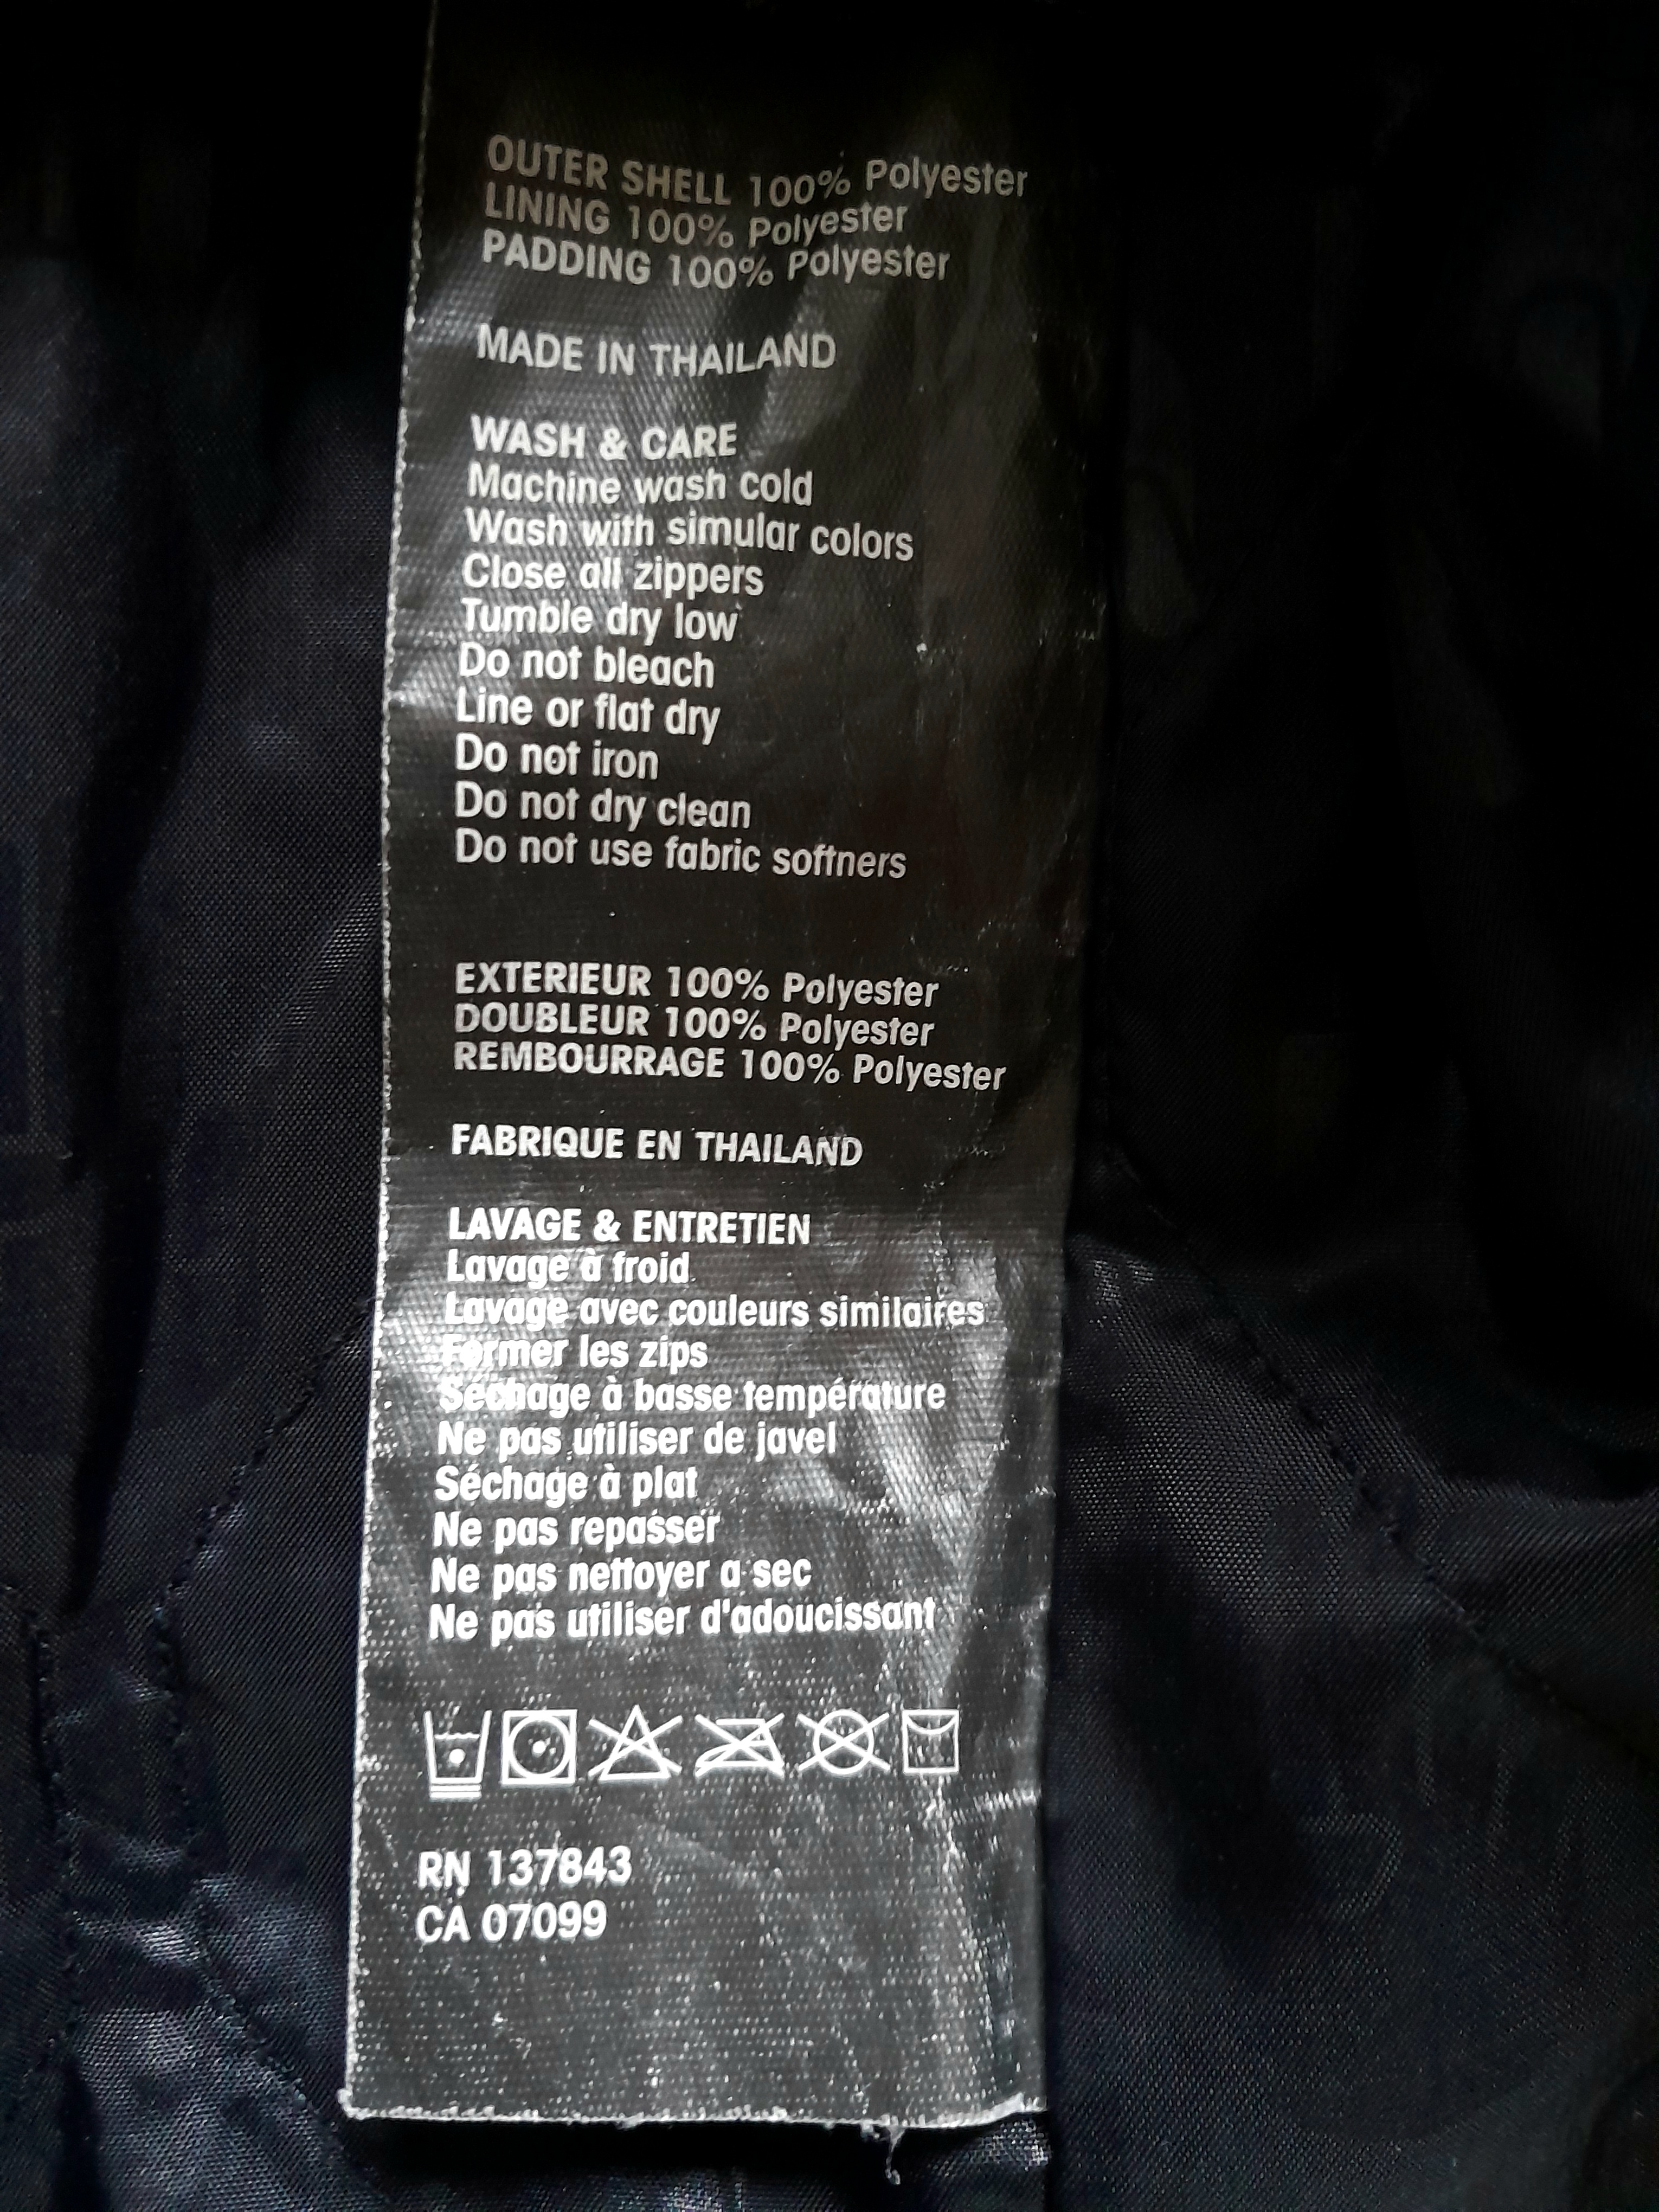 OUTER SHELL 100% Polyester
LINING 100% Polyester
PADDING 100% Polyester
MADE IN THAILAND
WASH & CARE
Machine wash cold
Wash with simular colors
Close all zippers
Tumble dry low
Do not bleach
Line or flat dry
Do not iron
Do not dry clean
Do not use fabric softners
EXTERIEUR 100% Polyester
DOUBLEUR 100% Polyester
REMBOURRAGE 100% Polyester
FABRIQUE EN THAILAND
LAVAGE & ENTRETIEN
Lavage à froid
Lavage avec couleurs similaires
Fermer les zips
Séchage à basse température
Ne pas utiliser de javel
Séchage à plat
Ne pas repasser
Ne pas nettoyer a sec
Ne pas utiliser d'adoucissant
RN 137843
CA 07099